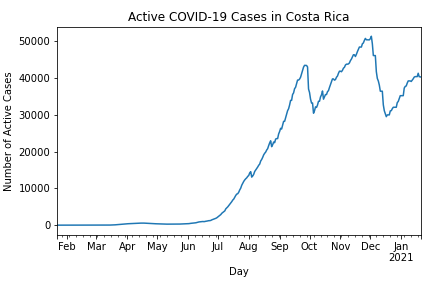 Active COVID-19 Cases in Costa Rica
Number of Active Cases
50000
40000
30000
20000
10000
0
Feb Mar Apr May Jun Jul Aug Sep Oct Nov Dec Jan
2021
Day